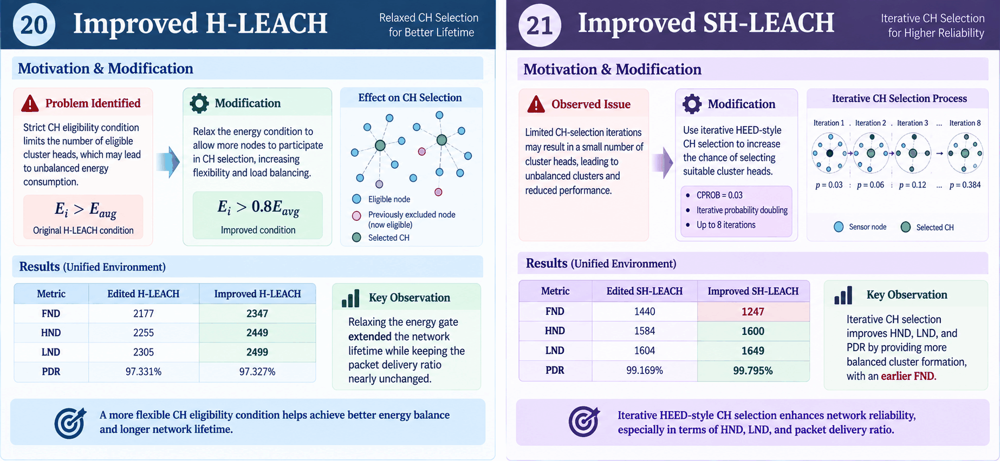 20
Improved H-LEACH
Relaxed CH Selection
for Better Lifetime
Motivation & Modification
Problem Identified
Strict CH eligibility condition
limits the number of eligible
cluster heads, which may lead
to unbalanced energy
consumption.
E_i > E_aug
Original H-LEACH condition
Modification
Relax the energy condition to
allow more nodes to participate
in CH selection, increasing
flexibility and load balancing.
E_i > 0.8E_avg
Improved condition
Effect on CH Selection
Eligible node
Previously excluded node
(now eligible)
Selected CH
Results (Unified Environment)
Metric Edited H-LEACH Improved H-LEACH
FND 2177 2347
HND 2255 2449
LND 2305 2499
PDR 97.331% 97.327%
Key Observation
Relaxing the energy gate
extended the network
lifetime while keeping the
packet delivery ratio
nearly unchanged.
A more flexible CH eligibility condition helps achieve better energy balance
and longer network lifetime.
21
Improved SH-LEACH
Iterative CH Selection
for Higher Reliability
Motivation & Modification
Observed Issue
Limited CH-selection iterations
may result in a small number of
cluster heads, leading to
unbalanced clusters and
reduced performance.
Modification
Use iterative HEED-style
CH selection to increase
the chance of selecting
suitable cluster heads.
• CPROB = 0.03
• Iterative probability doubling
• Up to 8 iterations
Iterative CH Selection Process
Iteration 1 . Iteration 2 . Iteration 3 ... Iteration 8
p = 0.03 : p = 0.06 : p = 0.12 ... p = 0.384
Sensor node Selected CH
Results (Unified Environment)
Metric Edited SH-LEACH Improved SH-LEACH
FND 1440 1247
HND 1584 1600
LND 1604 1649
PDR 99.169% 99.795%
Key Observation
Iterative CH selection
improves HND, LND, and
PDR by providing more
balanced cluster formation,
with an earlier FND.
Iterative HEED-style CH selection enhances network reliability,
especially in terms of HND, LND, and packet delivery ratio.